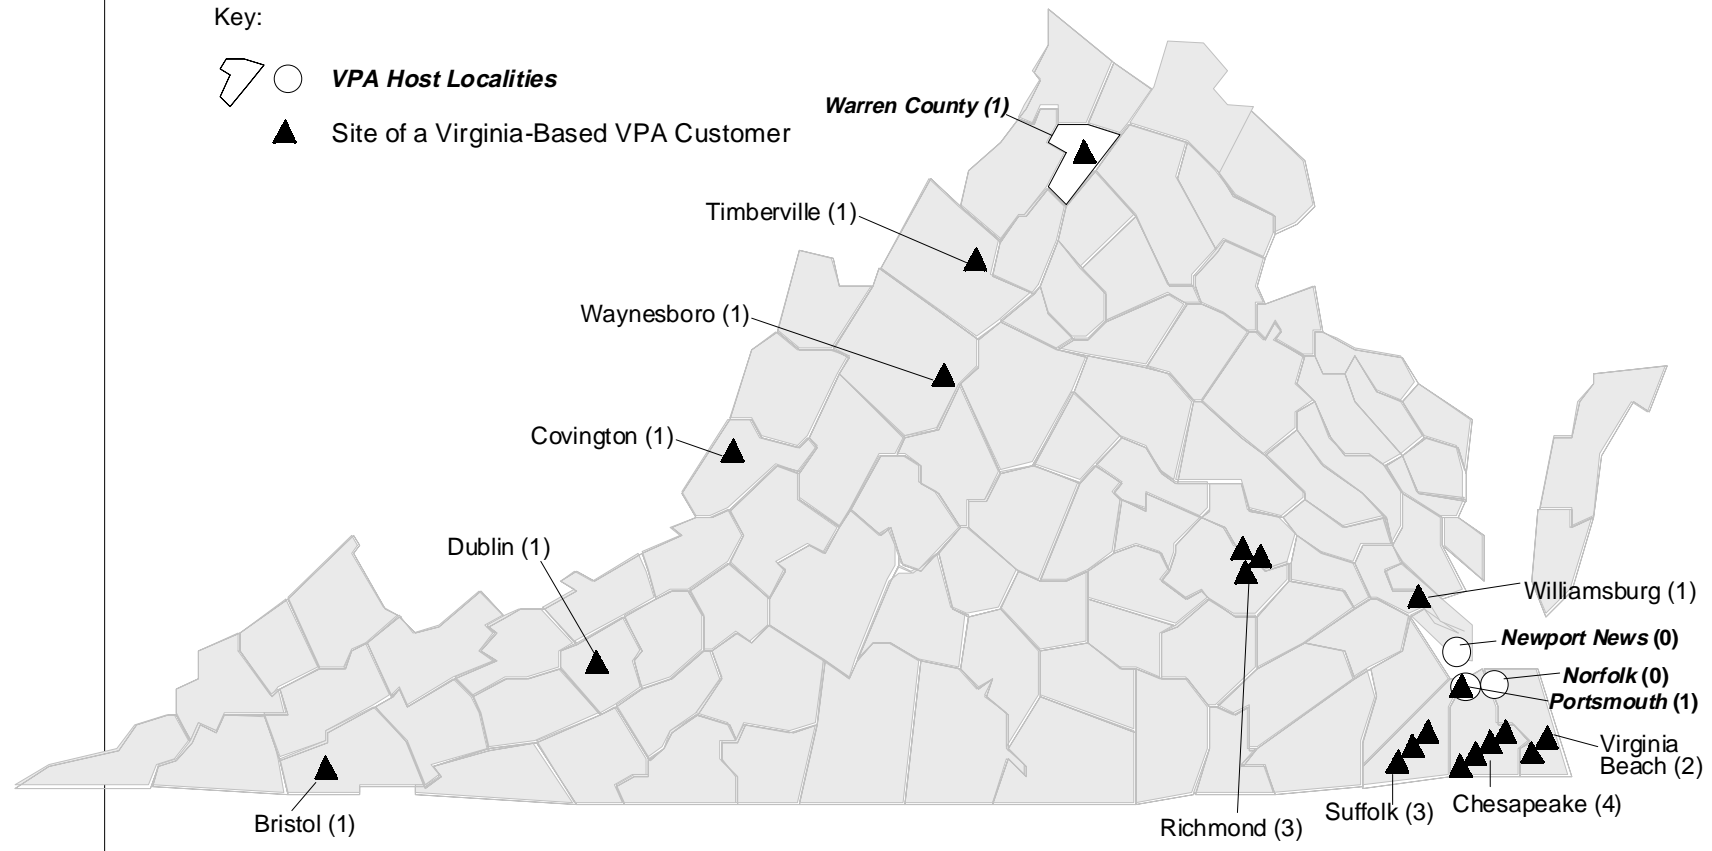 Key:
VPA Host Localities
Site of a Virginia-Based VPA Customer
Warren County (1)
Timberville (1)
Waynesboro (1)
Covington (1)
Dublin (1)
Williamsburg (1)
Newport News (0)
Norfolk (0)
Portsmouth (1)
Virginia
Beach (2)
Chesapeake (4)
Suffolk (3)
Richmond (3)
Bristol (1)